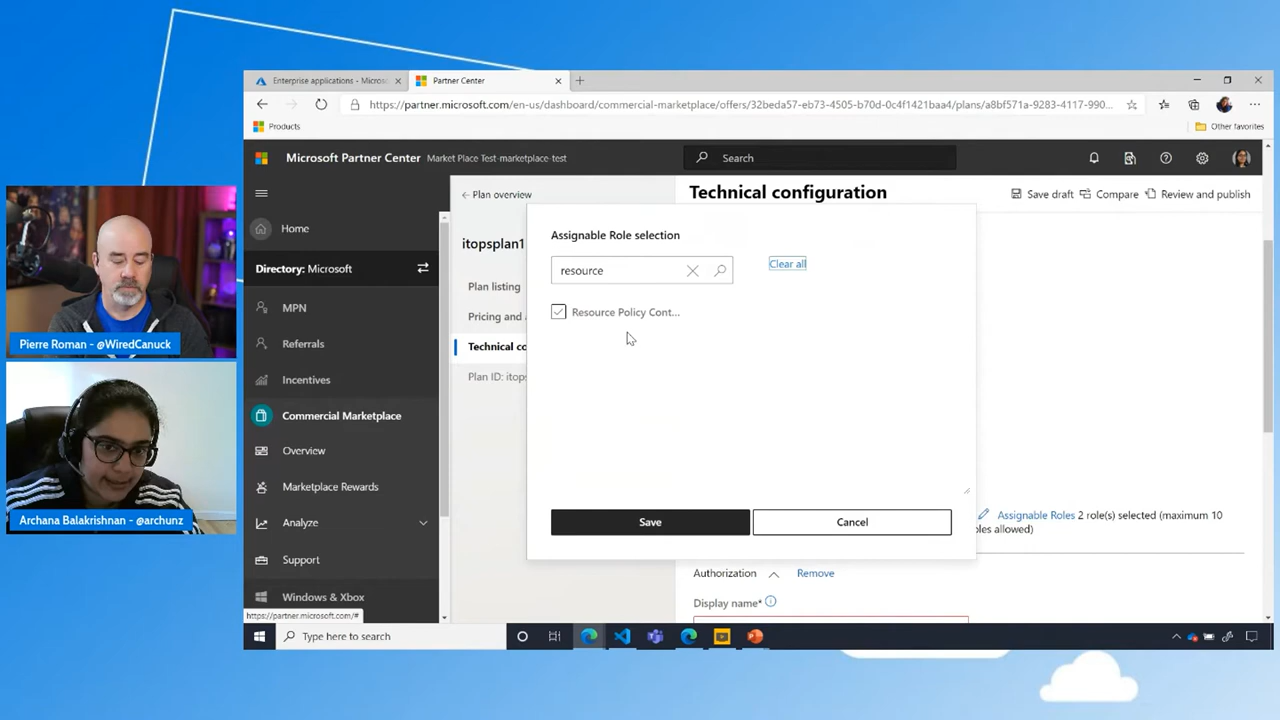 Enterprise applications - Micros
Partner Center
https://partner.microsoft.com/en-us/dashboard/commercial-marketplace/offers/32beda57-eb73-4505-b70d-0c4f1421baa4/plans/a8bf571a-9283-4117-990...
Products
Other favorites
Microsoft Partner Center
Market Place Test-marketplace-test
Search
Home
Directory: Microsoft
MPN
Referrals
Incentives
Commercial Marketplace
Overview
Marketplace Rewards
Analyze
Support
Windows & Xbox
https://partner.microsoft.com/#
← Plan overview
itopsplan1
Plan listing
Pricing and a
Technical co
Plan ID: itops
Technical configuration
Save draft
Compare
Review and publish
Assignable Role selection
resource
Clear all
Resource Policy Cont...
Save
Cancel
Assignable Roles 2 role(s) selected (maximum 10
oles allowed)
Authorization
Remove
Display name*
Type here to search
Pierre Roman - @WiredCanuck
Archana Balakrishnan - @archunz